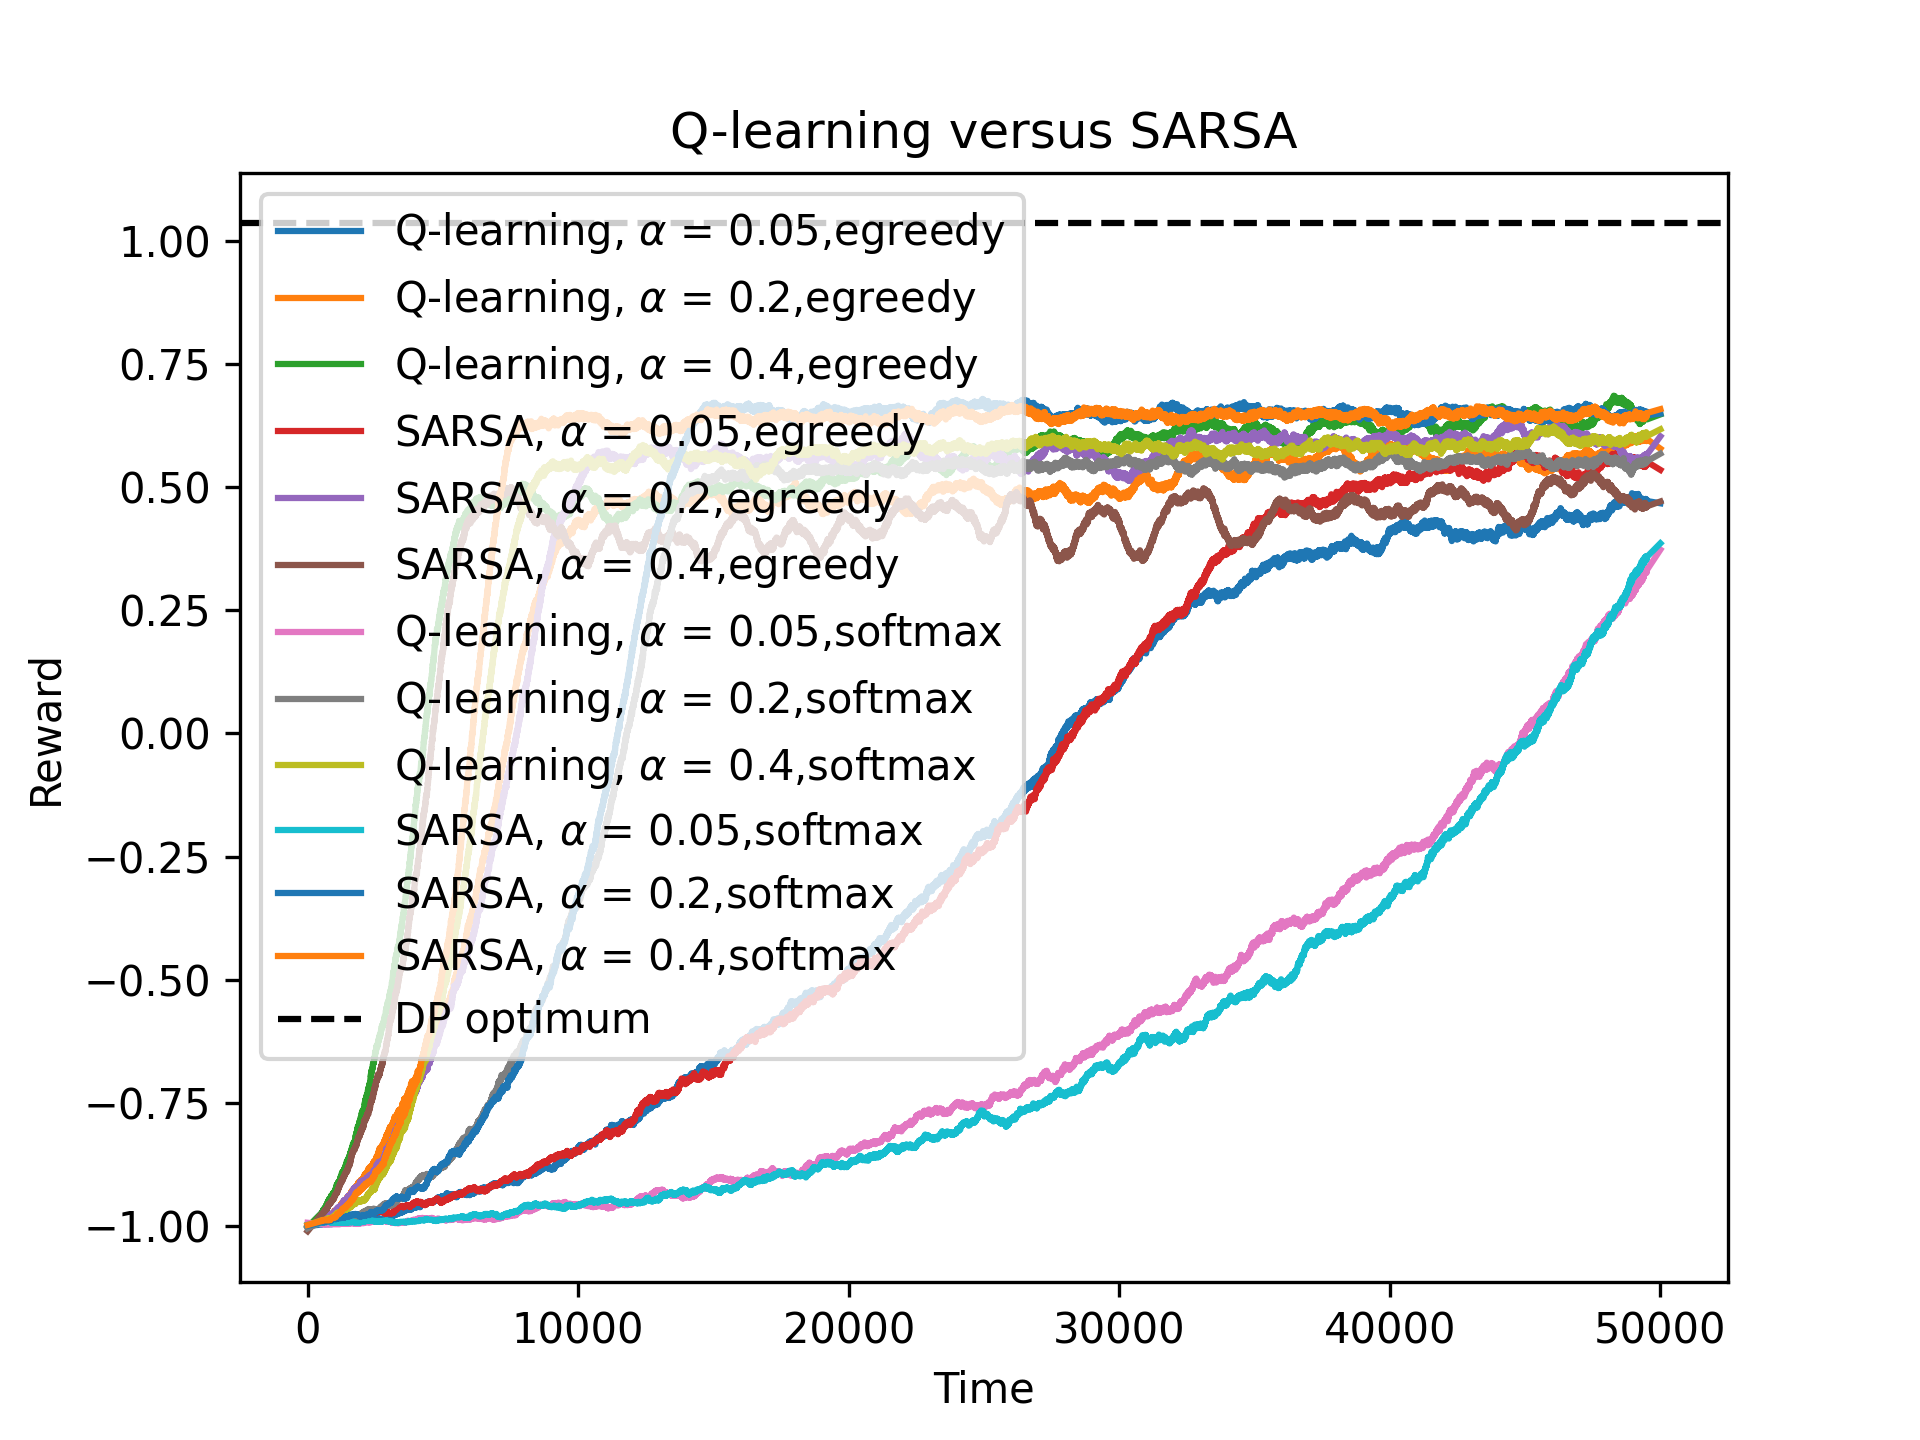 Q-learning versus SARSA
Q-learning, α = 0.05,egreedy
Q-learning, α = 0.2,egreedy
Q-learning, α = 0.4,egreedy
SARSA, α = 0.05,egreedy
SARSA, α = 0.2,egreedy
SARSA, α = 0.4,egreedy
Q-learning, α = 0.05,softmax
Q-learning, α = 0.2,softmax
Q-learning, α = 0.4,softmax
SARSA, α = 0.05,softmax
SARSA, α = 0.2,softmax
SARSA, α = 0.4,softmax
DP optimum
Reward
1.00
0.75
0.50
0.25
0.00
−0.25
−0.50
−0.75
−1.00
0 10000 20000 30000 40000 50000
Time